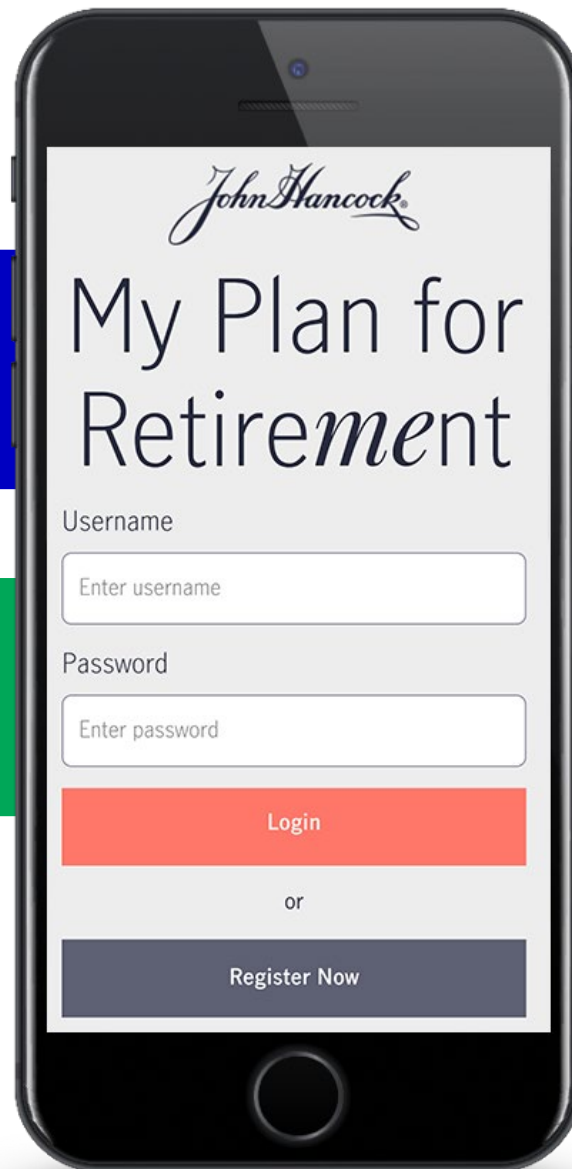 John Hancock®
My Plan for
Retirement
Username
Enter username
Password
Enter password
Login
or
Register Now